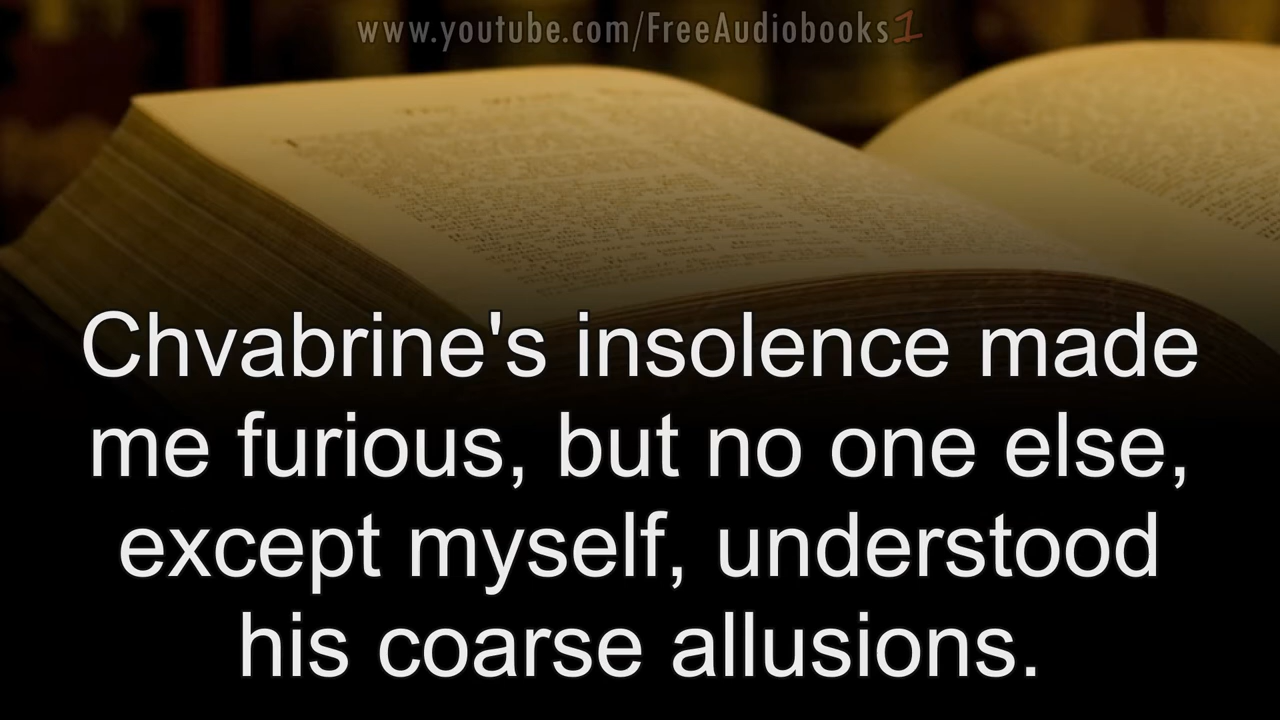 www.youtube.com/FreeAudiobooks1
Chvabrine's insolence made
me furious, but no one else,
except myself, understood
his coarse allusions.